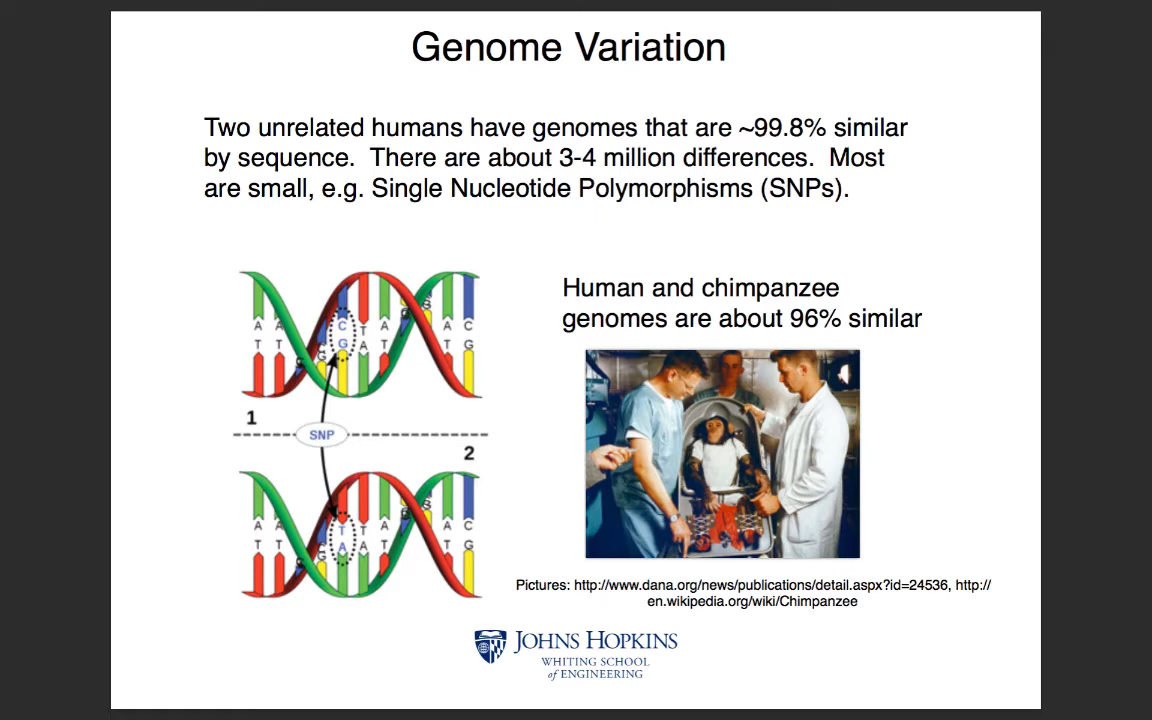 Genome Variation
Two unrelated humans have genomes that are ~99.8% similar
by sequence. There are about 3-4 million differences. Most
are small, e.g. Single Nucleotide Polymorphisms (SNPs).
Human and chimpanzee
genomes are about 96% similar
A A C T A A C
T T G A T T G
1
SNP
2
A A T T A A C
T T A A T T G
Pictures: http://www.dana.org/news/publications/detail.aspx?id=24536, http://
en.wikipedia.org/wiki/Chimpanzee
JOHNS HOPKINS
WHITING SCHOOL
of ENGINEERING